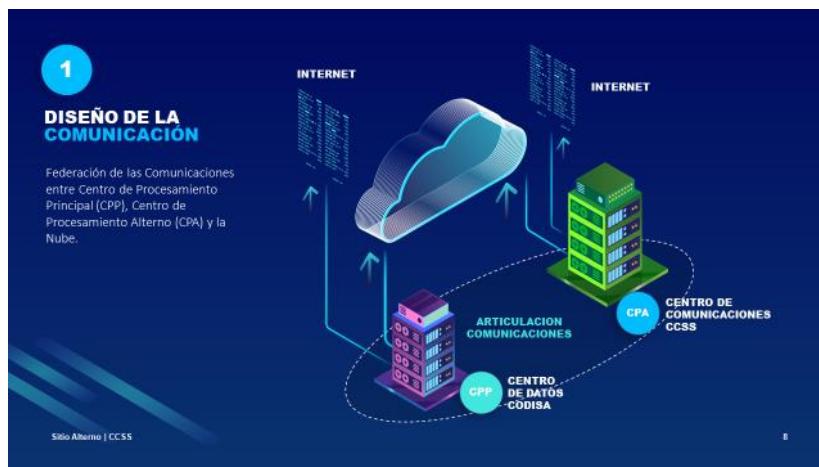 1
DISEÑO DE LA
COMUNICACIÓN
Federación de las Comunicaciones
entre Centro de Procesamiento
Principal (CPP), Centro de
Procesamiento Alterno (CPA) y la
Nube.
INTERNET
INTERNET
CPA
CENTRO DE
COMUNICACIONES
CCSS
ARTICULACION
COMUNICACIONES
CPP
CENTRO
DE DATOS
CODISA
Sitio Alterno | CCSS
8